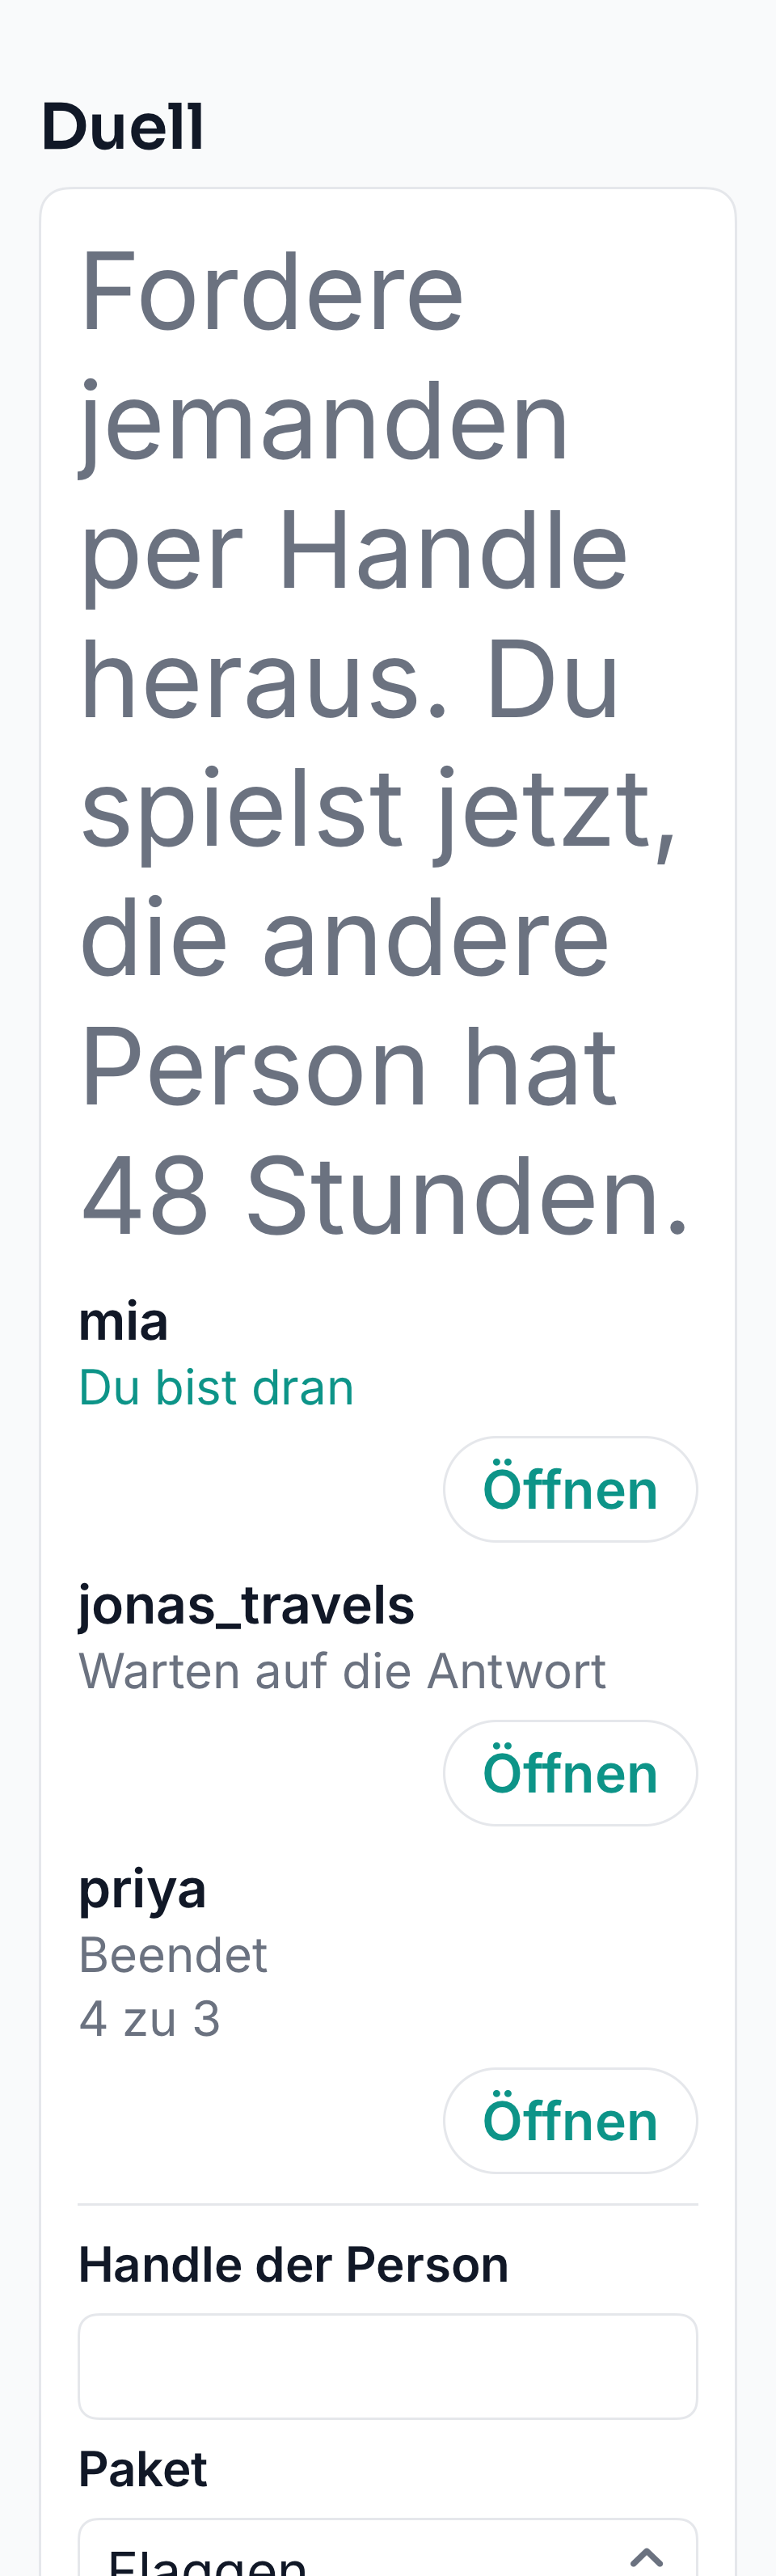 Duell
Fordere
jemanden
per Handle
heraus. Du
spielst jetzt,
die andere
Person hat
48 Stunden.
mia
Du bist dran
Öffnen
jonas_travels
Warten auf die Antwort
Öffnen
priya
Beendet
4 zu 3
Öffnen
Handle der Person
Paket
Flaggen